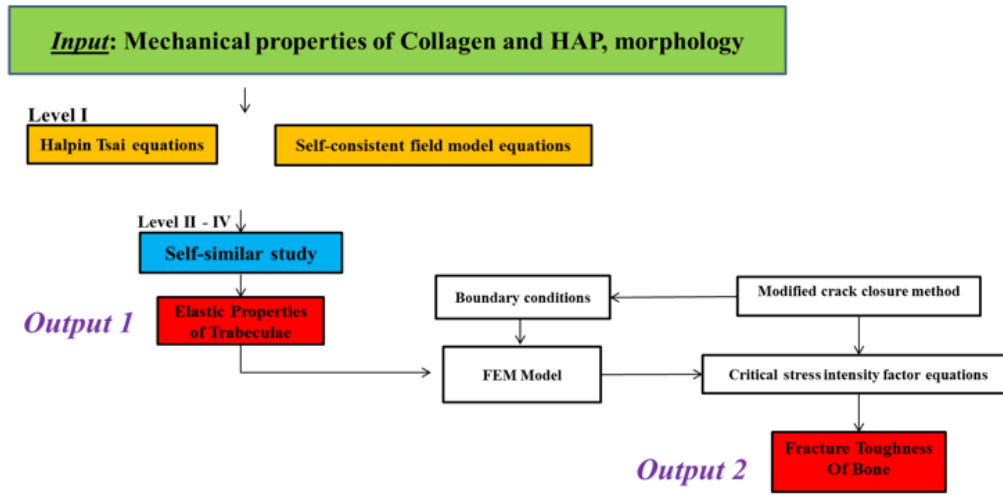 Input: Mechanical properties of Collagen and HAP, morphology
Level I
Halpin Tsai equations
Self-consistent field model equations
Level II - IV
Self-similar study
Output 1
Elastic Properties
of Trabeculae
Boundary conditions
Modified crack closure method
FEM Model
Critical stress intensity factor equations
Output 2
Fracture Toughness
Of Bone